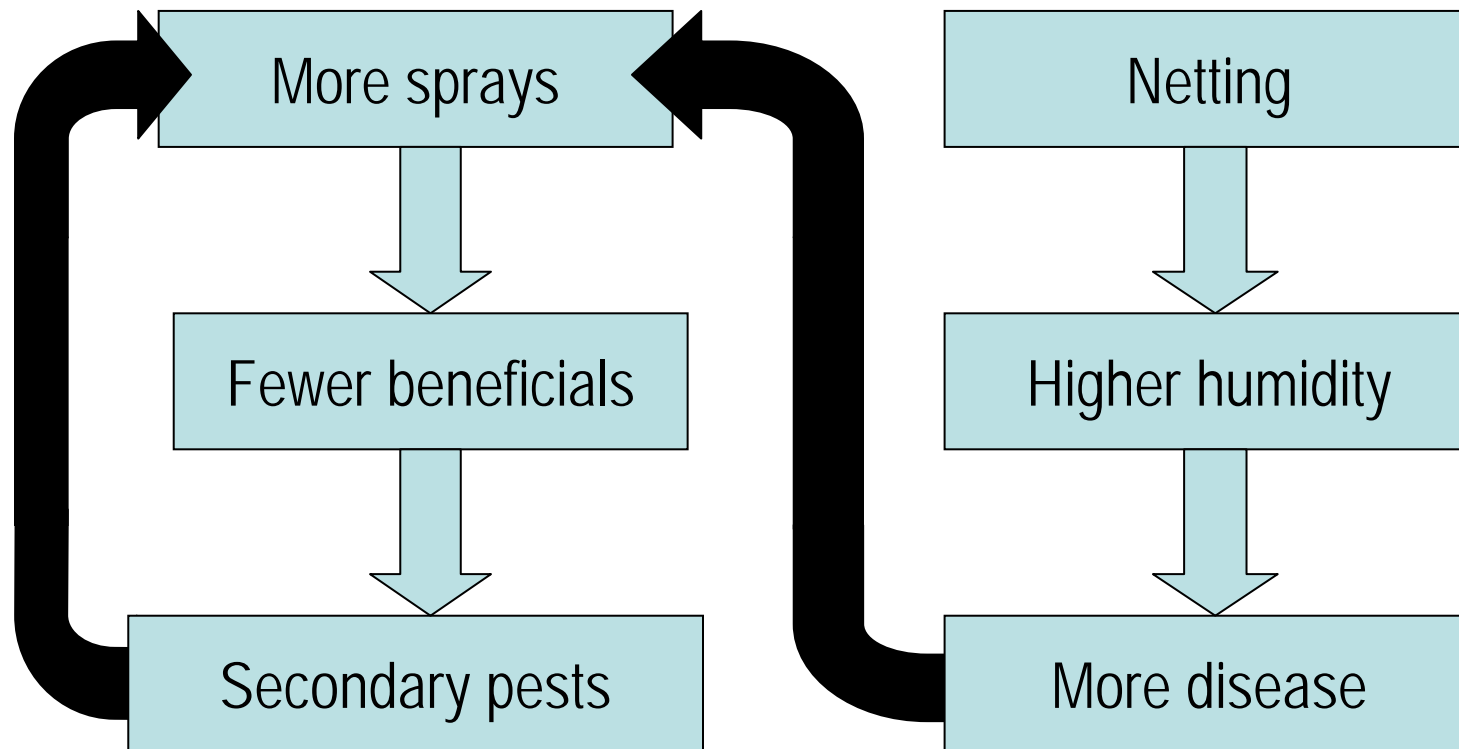 More sprays
Netting
Fewer beneficials
Higher humidity
Secondary pests
More disease